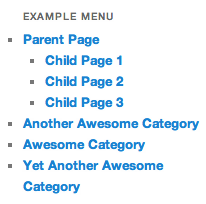 EXAMPLE MENU
Parent Page
Child Page 1
Child Page 2
Child Page 3
Another Awesome Category
Awesome Category
Yet Another Awesome
Category